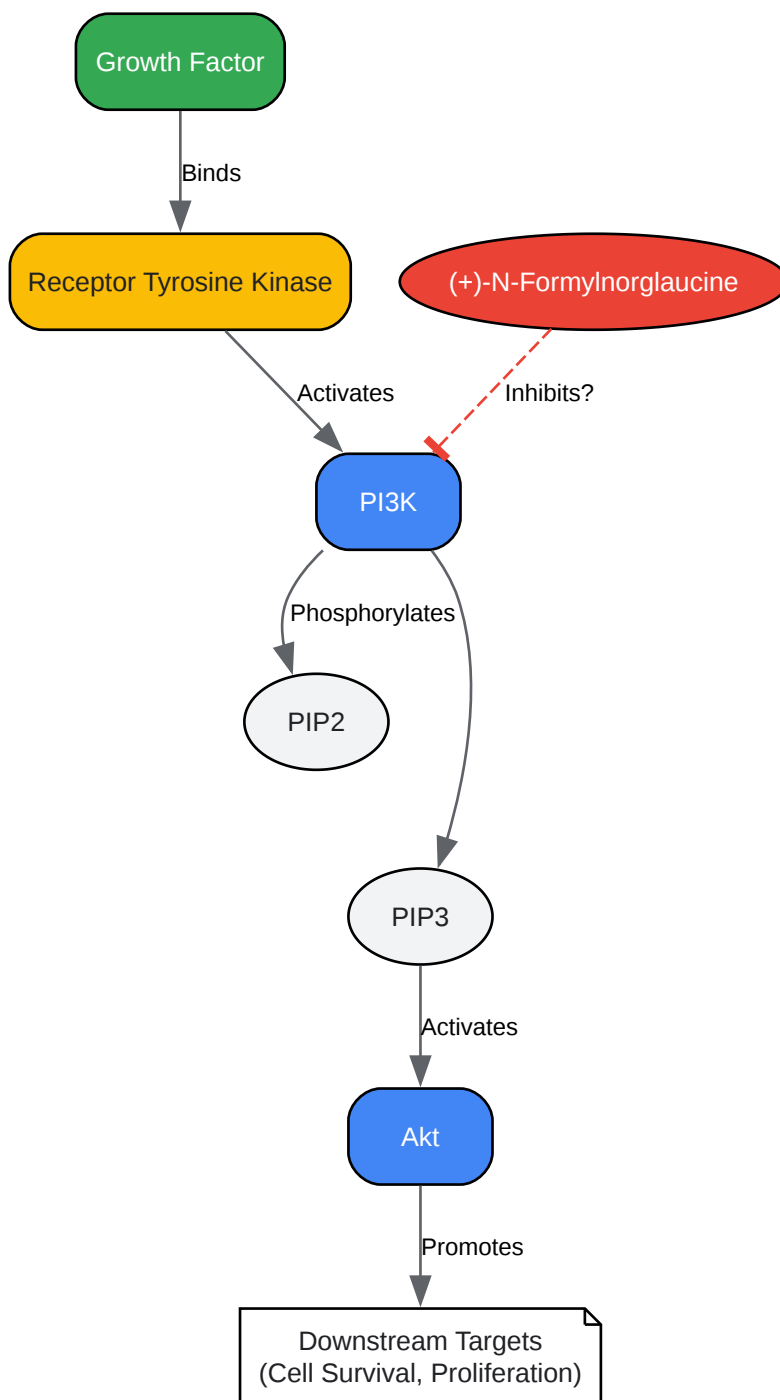 Growth Factor
Binds
Receptor Tyrosine Kinase
(+)-N-Formylnorglaucine
Activates
Inhibits?
PI3K
Phosphorylates
PIP2
PIP3
Activates
Akt
Promotes
Downstream Targets
(Cell Survival, Proliferation)